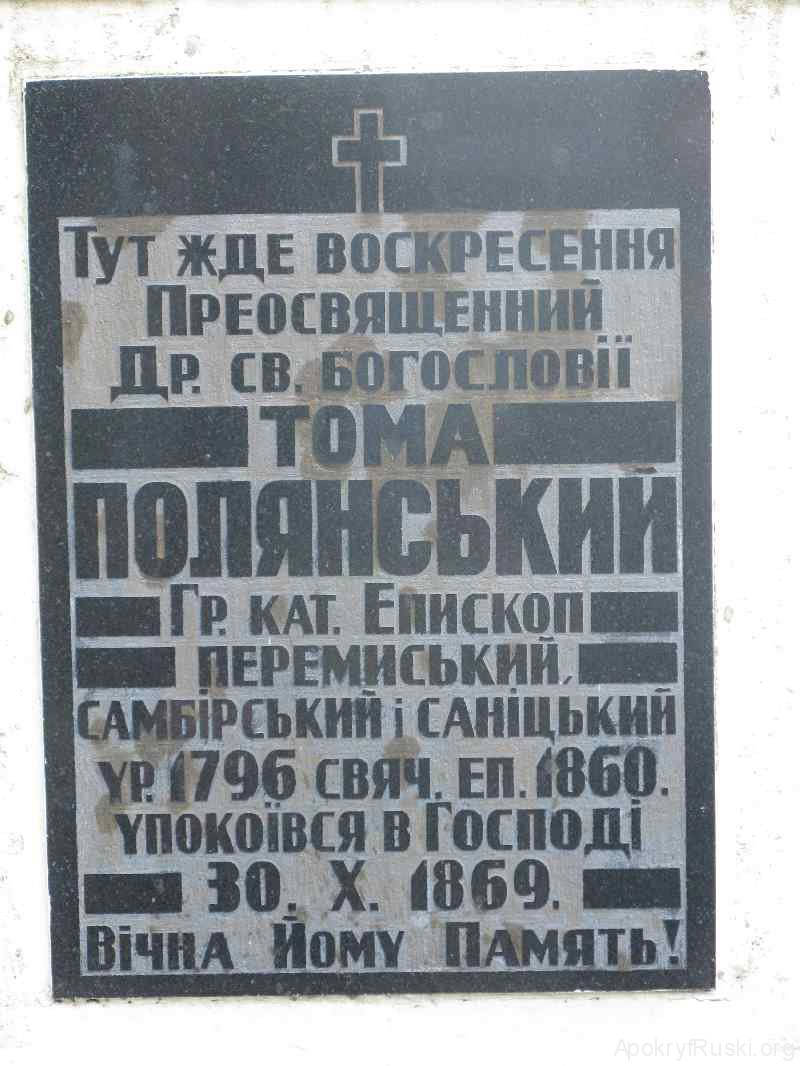 Тут жде воскресення
Преосвященний
Др. св. Богословії
ТОМА
ПОЛЯНСЬКИЙ
Гр. кат. Епископ
перемиський,
самбірський і саніцький
ур. 1796 свяч. еп. 1860.
упокоївся в Господі
30. X. 1869.
Вічна Йому Память!
ApokryfRuski.org